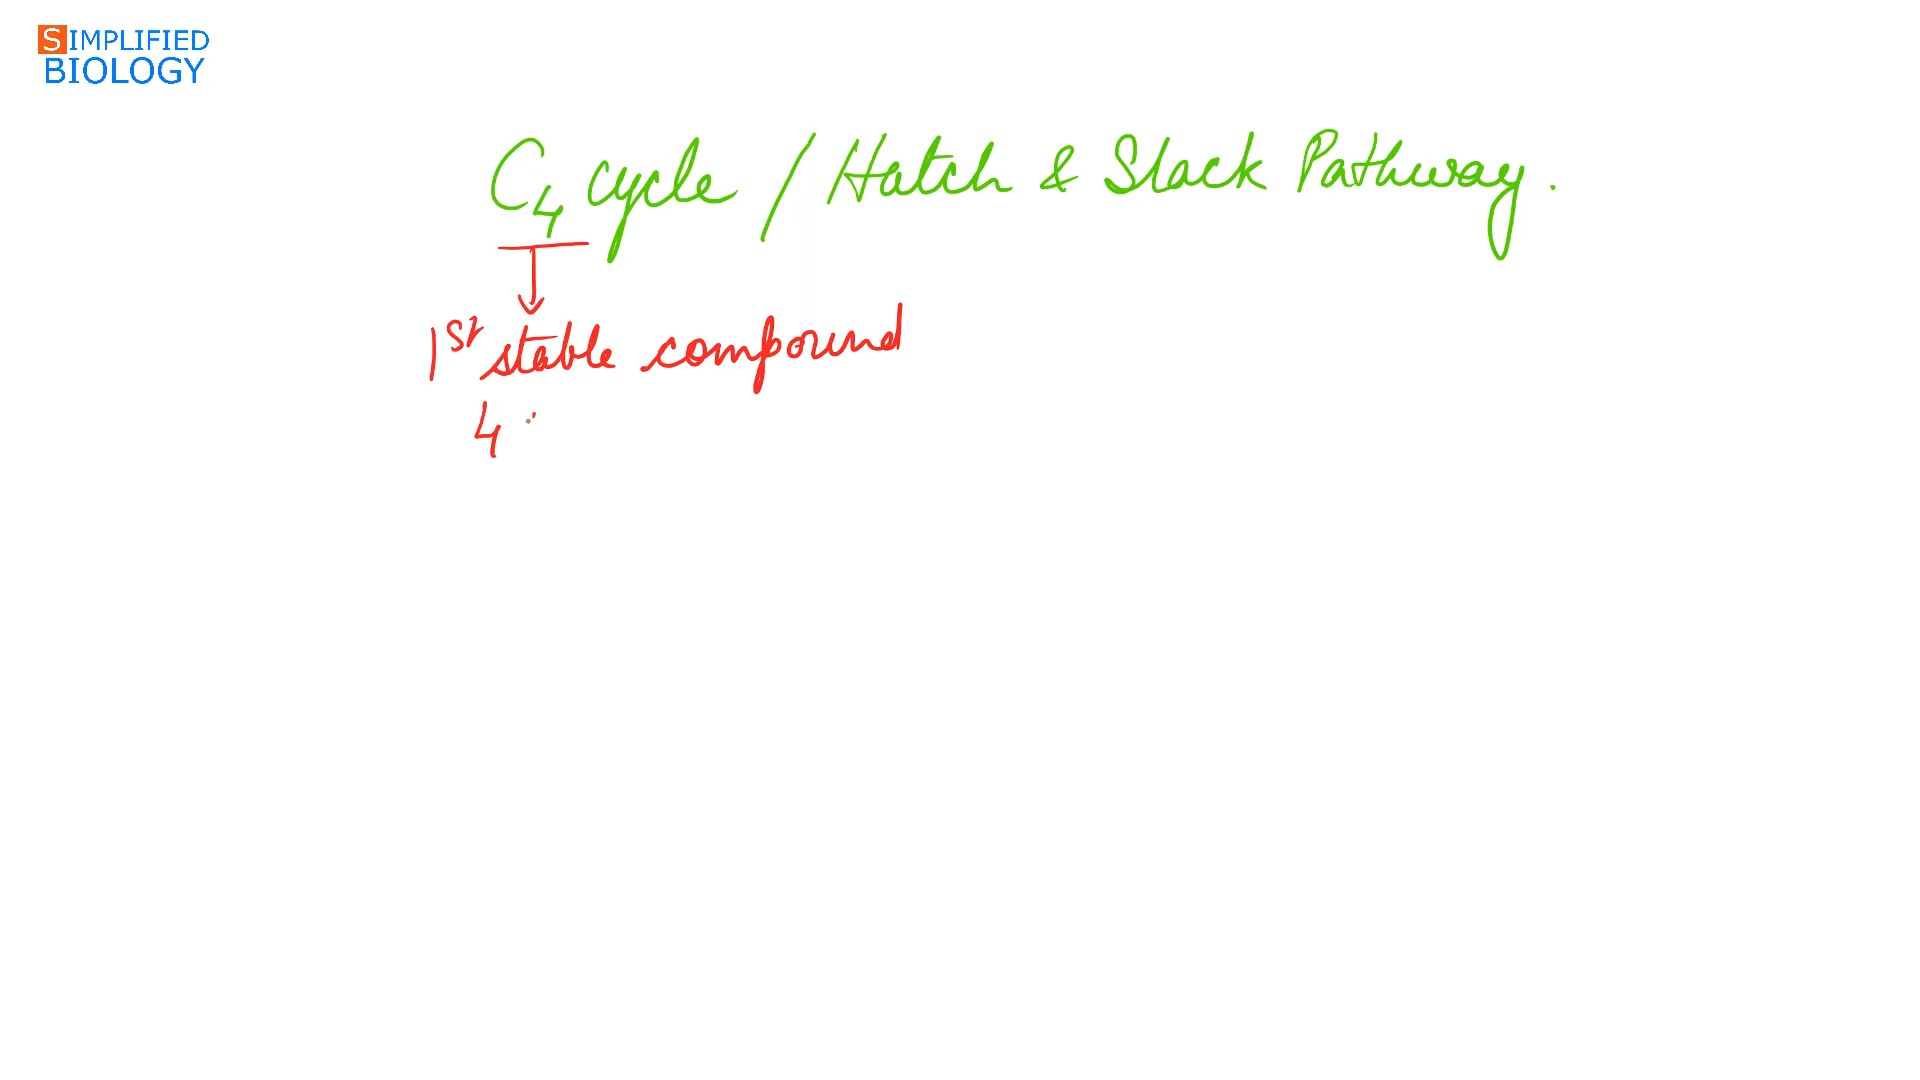 SIMPLIFIED
BIOLOGY
C₄ cycle / Hatch & Slack Pathway.
1st stable compound
4